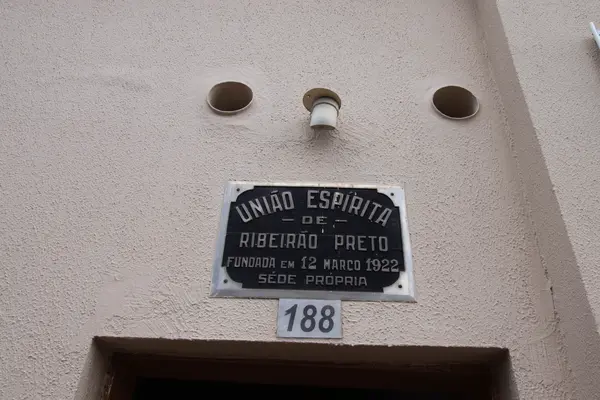 UNIÃO ESPÍRITA
- DE -
RIBEIRÃO PRETO
FUNDADA EM 12 MARÇO 1922
SÉDE PRÓPRIA
188